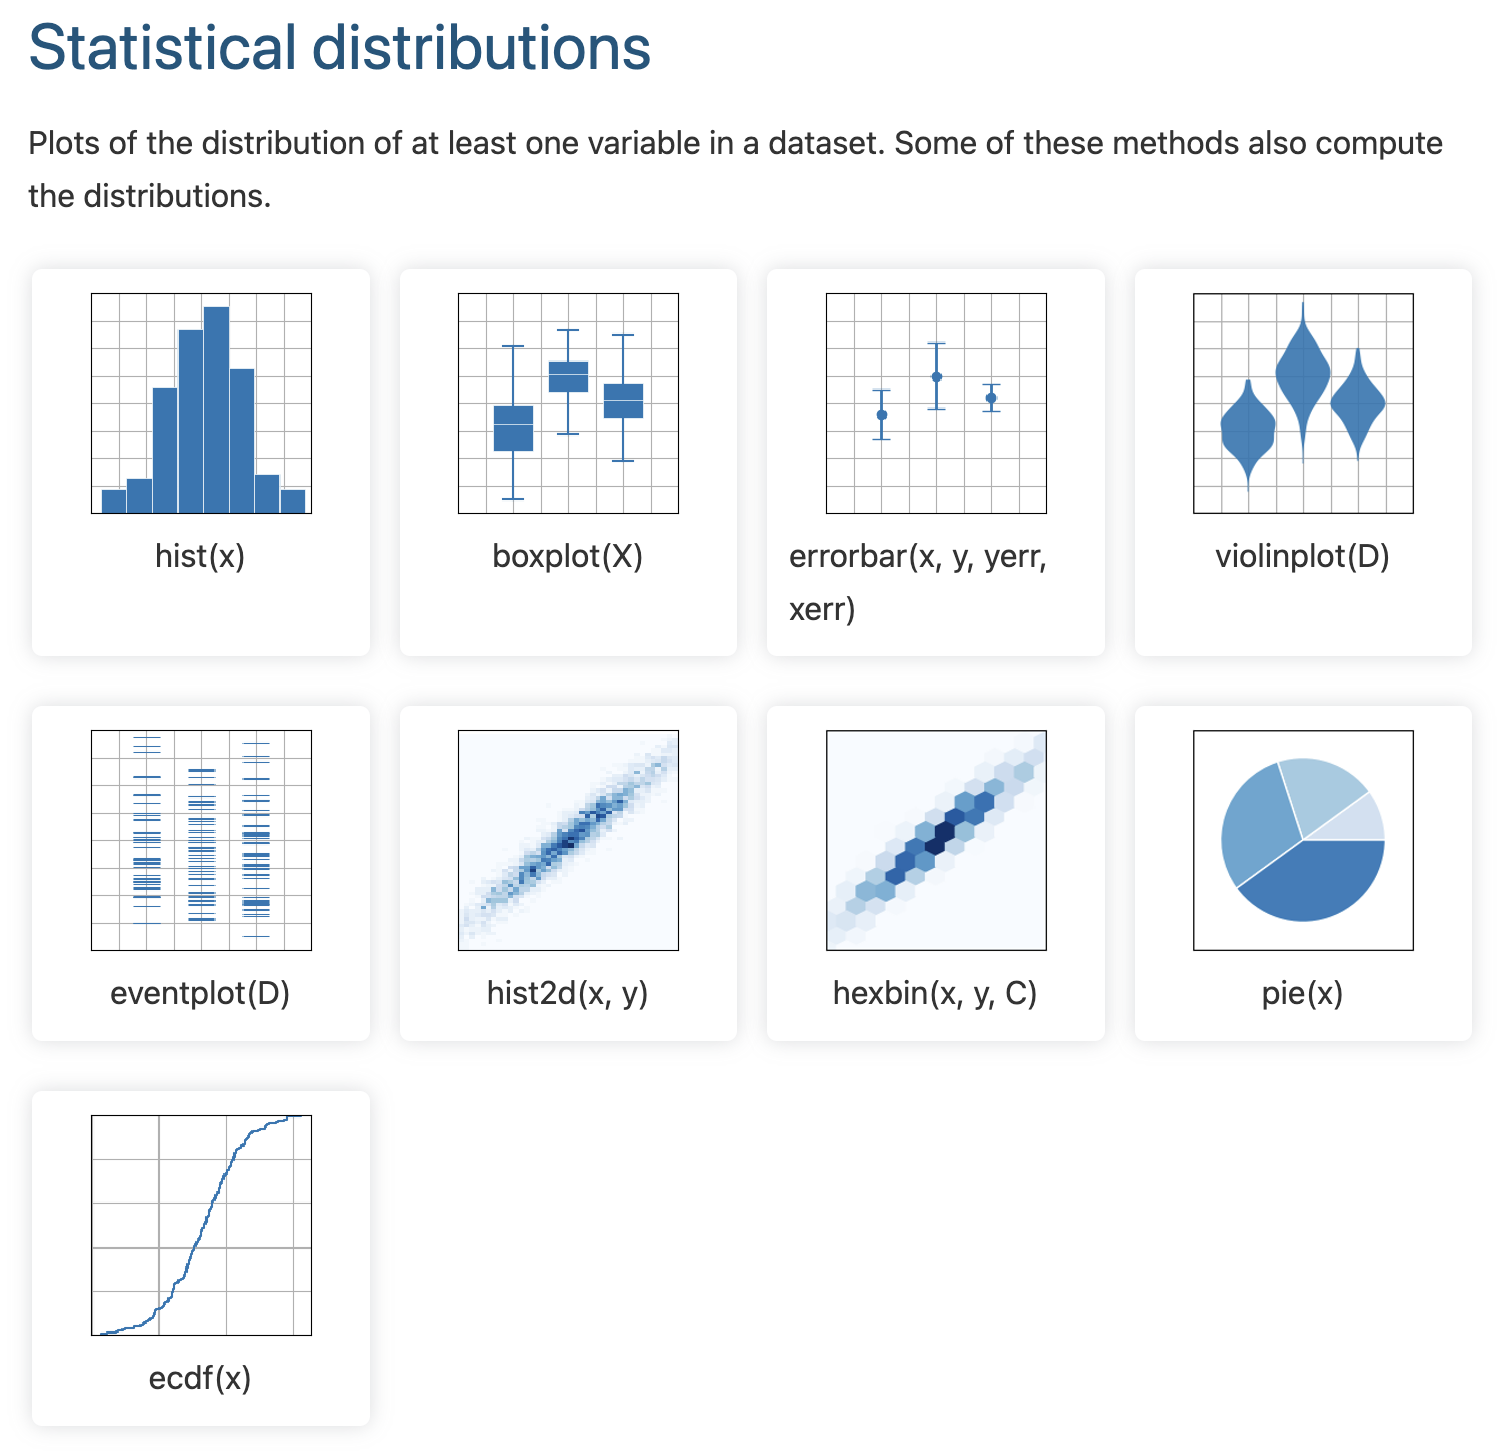 Statistical distributions
Plots of the distribution of at least one variable in a dataset. Some of these methods also compute
the distributions.
hist(x)
boxplot(X)
errorbar(x, y, yerr,
xerr)
violinplot(D)
eventplot(D)
hist2d(x, y)
hexbin(x, y, C)
pie(x)
ecdf(x)